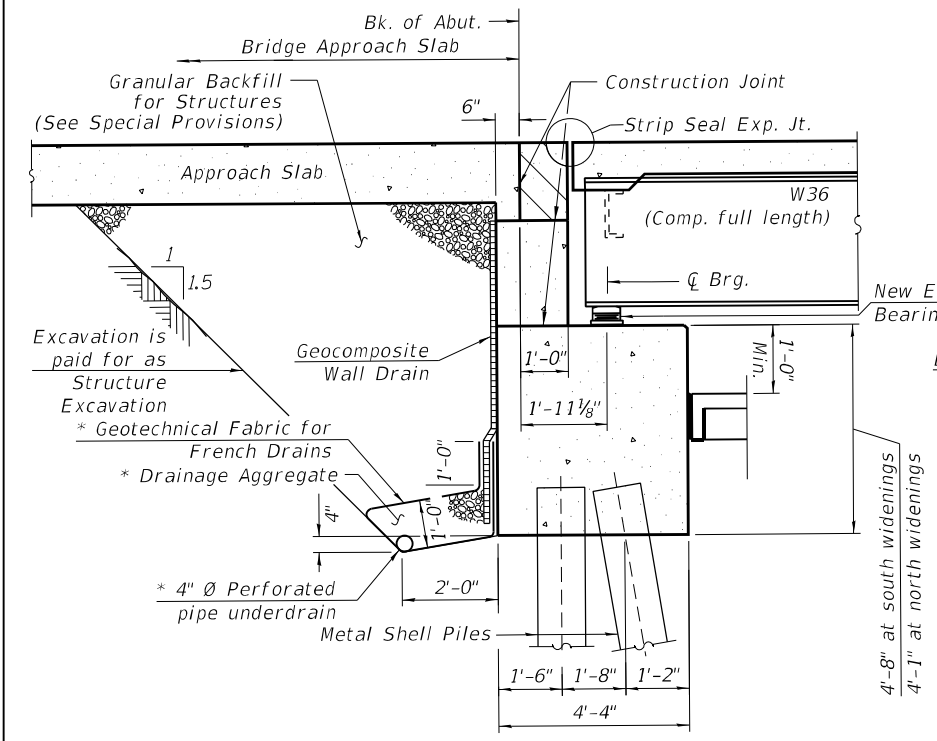 Bk. of Abut.
Bridge Approach Slab
Granular Backfill
for Structures
(See Special Provisions)
6"
Construction Joint
Strip Seal Exp. Jt.
Approach Slab
W36
(Comp. full length)
1
1.5
℄ Brg.
New E
Bearin
Excavation is
paid for as
Structure
Excavation
Geocomposite
Wall Drain
1'-0"
1'-0"
Min.
1'-11⅛"
* Geotechnical Fabric for
French Drains
* Drainage Aggregate
1'-0"
4"
1'-0"
* 4" Ø Perforated
pipe underdrain
2'-0"
Metal Shell Piles
1'-6"
1'-8"
1'-2"
4'-4"
4'-8" at south widenings
4'-1" at north widenings